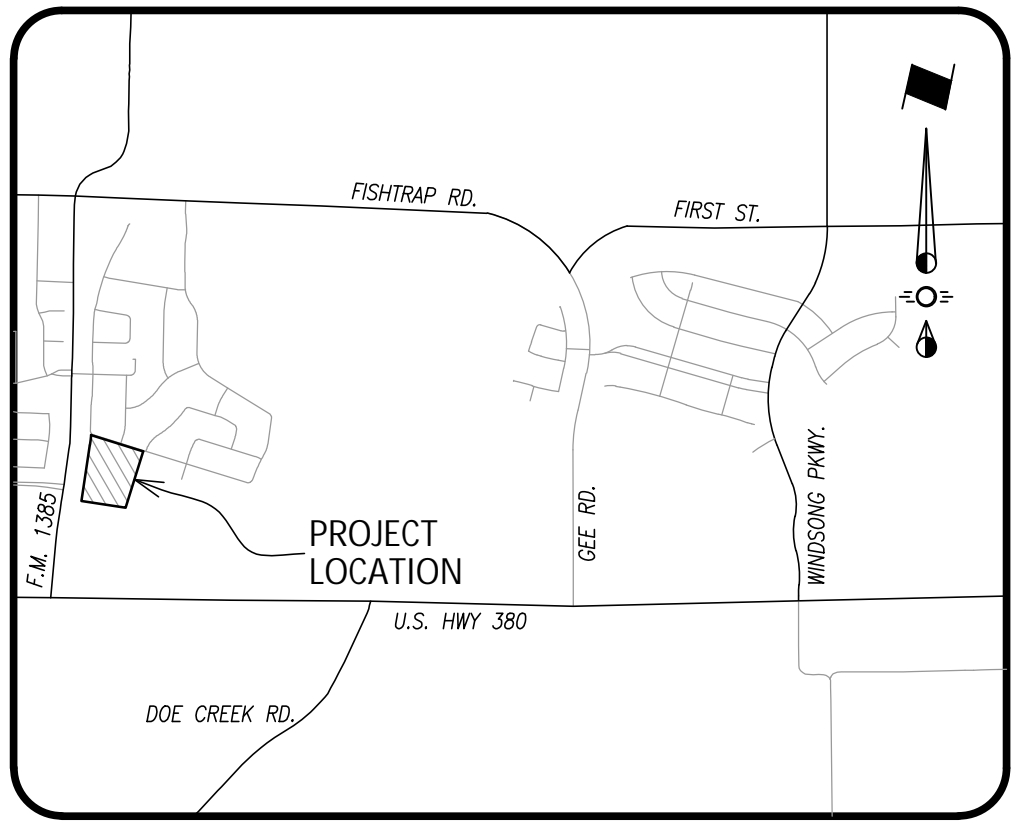 FISHTRAP RD.
FIRST ST.
F.M. 1385
PROJECT
LOCATION
GEE RD.
WINDSONG PKWY.
U.S. HWY 380
DOE CREEK RD.